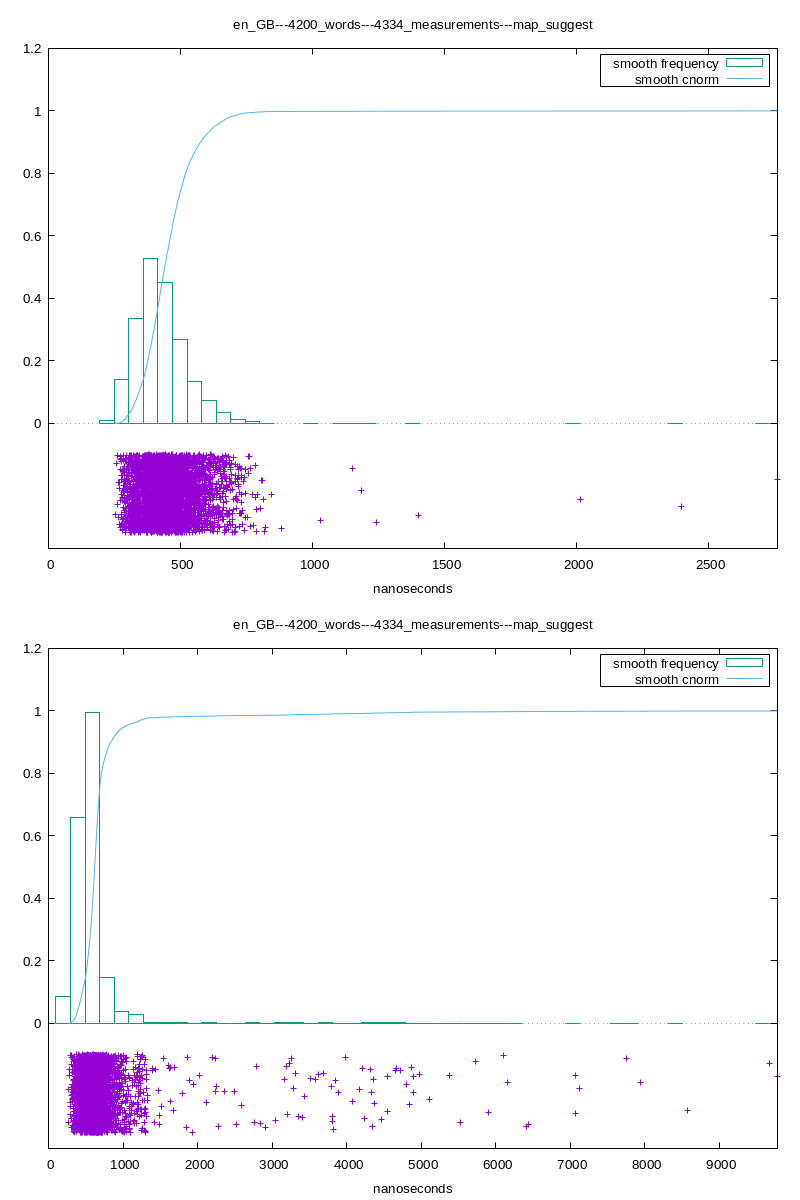 en_GB---4200_words---4334_measurements---map_suggest
1.2
smooth frequency
smooth cnorm
1
0.8
0.6
0.4
0.2
0
0 500 1000 1500 2000 2500
nanoseconds
en_GB---4200_words---4334_measurements---map_suggest
1.2
smooth frequency
smooth cnorm
1
0.8
0.6
0.4
0.2
0
0 1000 2000 3000 4000 5000 6000 7000 8000 9000
nanoseconds